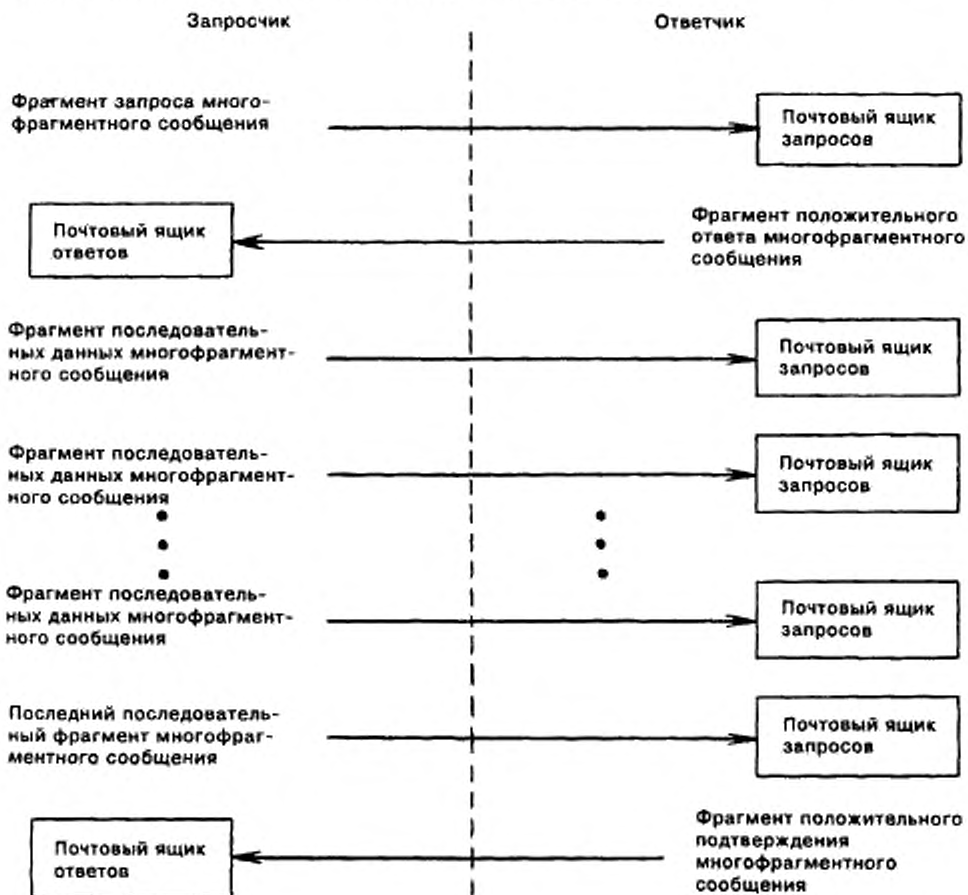 Запросчик
Ответчик
Фрагмент запроса много-
фрагментного сообщения
Почтовый ящик
запросов
Почтовый ящик
ответов
Фрагмент положительного
ответа многофрагментного
сообщения
Фрагмент последователь-
ных данных многофрагмент-
ного сообщения
Почтовый ящик
запросов
Фрагмент последователь-
ных данных многофрагмент-
ного сообщения
Почтовый ящик
запросов
Фрагмент последователь-
ных данных многофрагмент-
ного сообщения
Почтовый ящик
запросов
Последний последователь-
ный фрагмент многофраг-
ментного сообщения
Почтовый ящик
запросов
Почтовый ящик
ответов
Фрагмент положительного
подтверждения
многофрагментного
сообщения